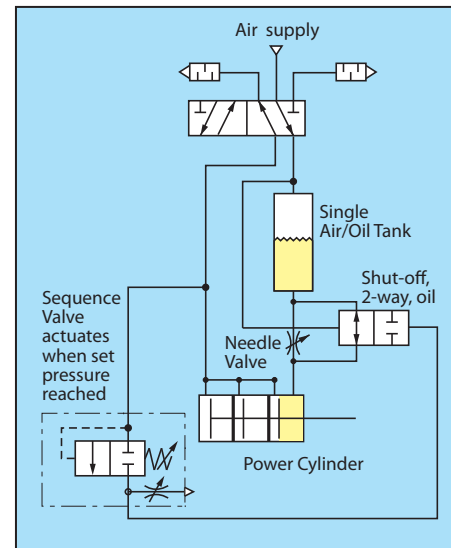 Air supply
Single
Air/Oil Tank
Shut-off,
2-way, oil
Sequence
Valve
actuates
when set
pressure
reached
Needle
Valve
Power Cylinder